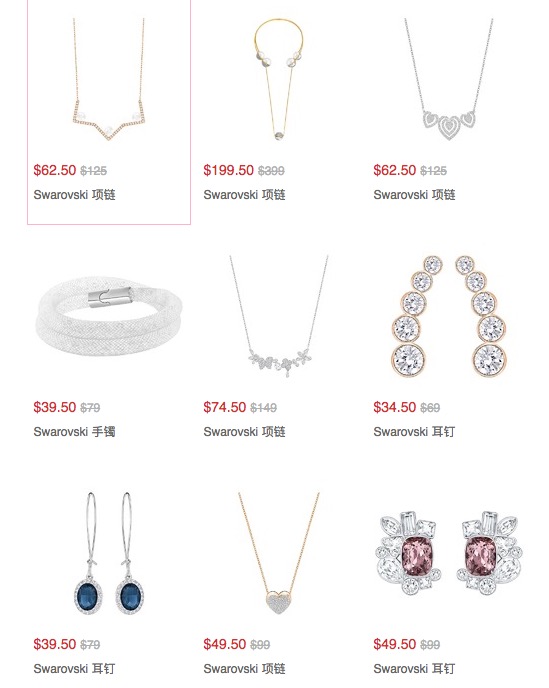 $62.50 $125
Swarovski 项链
$199.50 $399
Swarovski 项链
$62.50 $125
Swarovski 项链
$39.50 $79
Swarovski 手镯
$74.50 $149
Swarovski 项链
$34.50 $69
Swarovski 耳钉
$39.50 $79
Swarovski 耳钉
$49.50 $99
Swarovski 项链
$49.50 $99
Swarovski 耳钉